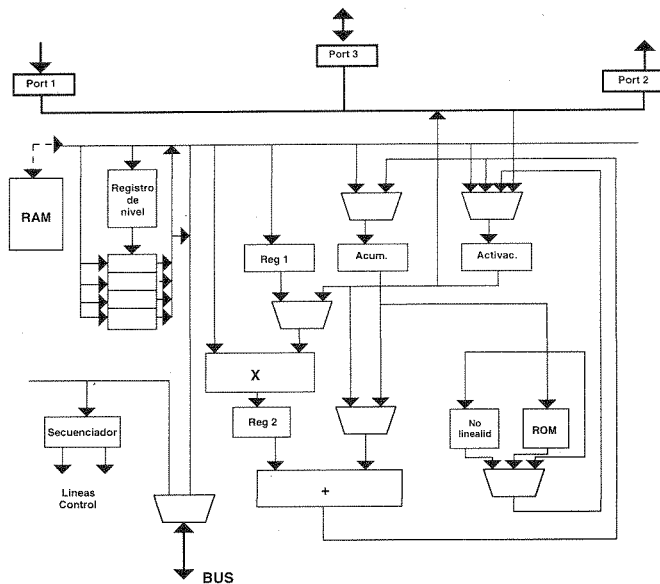 Port 1
Port 3
Port 2
RAM
Registro
de
nivel
Reg 1
Acum.
Activac.
X
Reg 2
No
linealid
ROM
Secuenciador
+
Lineas
Control
BUS